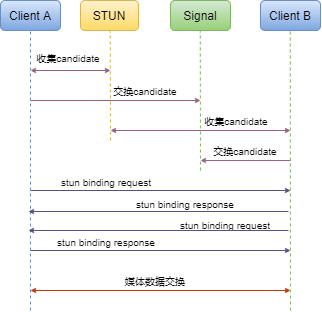 Client A
STUN
Signal
Client B
收集candidate
交换candidate
收集candidate
交换candidate
stun binding request
stun binding response
stun binding request
stun binding response
媒体数据交换